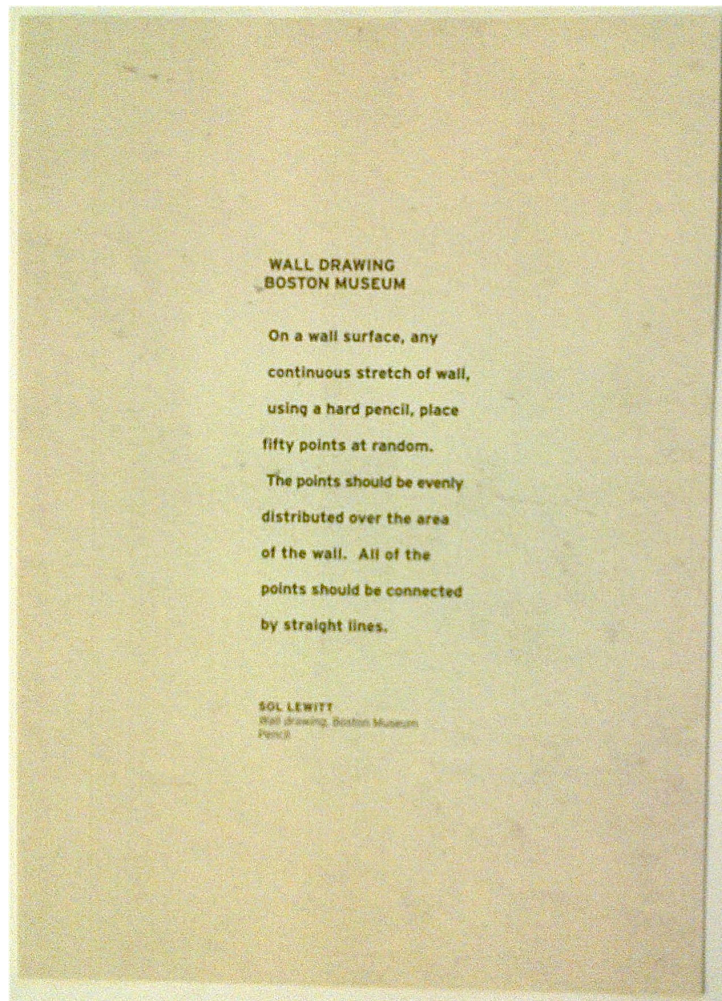 WALL DRAWING
BOSTON MUSEUM
On a wall surface, any
continuous stretch of wall,
using a hard pencil, place
fifty points at random.
The points should be evenly
distributed over the area
of the wall. All of the
points should be connected
by straight lines.
SOL LEWITT
Wall drawing, Boston Museum
Pencil